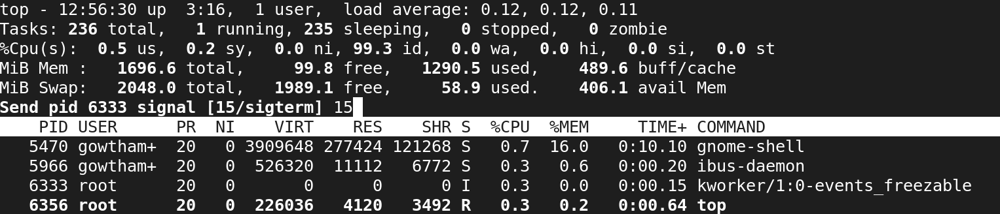 top - 12:56:30 up  3:16,  1 user,  load average: 0.12, 0.12, 0.11
Tasks: 236 total,   1 running, 235 sleeping,   0 stopped,   0 zombie
%Cpu(s):  0.5 us,  0.2 sy,  0.0 ni, 99.3 id,  0.0 wa,  0.0 hi,  0.0 si,  0.0 st
MiB Mem :   1696.6 total,     99.8 free,   1290.5 used,    489.6 buff/cache
MiB Swap:   2048.0 total,   1989.1 free,     58.9 used.    406.1 avail Mem
Send pid 6333 signal [15/sigterm] 15
    PID USER      PR  NI    VIRT    RES    SHR S  %CPU  %MEM     TIME+ COMMAND
   5470 gowtham+  20   0 3909648 277424 121268 S   0.7  16.0   0:10.10 gnome-shell
   5966 gowtham+  20   0  526320  11112   6772 S   0.3   0.6   0:00.20 ibus-daemon
   6333 root      20   0       0      0      0 I   0.3   0.0   0:00.15 kworker/1:0-events_freezable
   6356 root      20   0  226036   4120   3492 R   0.3   0.2   0:00.64 top